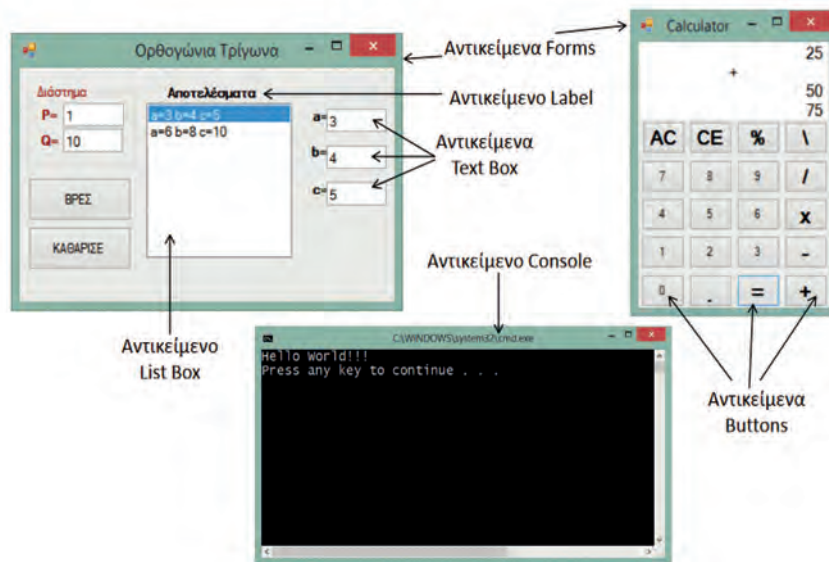 Ορθογώνια Τρίγωνα
Διάστημα
P= 1
Q= 10
ΒΡΕΣ
ΚΑΘΑΡΙΣΕ
Αποτελέσματα
a=3 b=4 c=5
a=6 b=8 c=10
a= 3
b= 4
c= 5
Αντικείμενα Forms
Αντικείμενο Label
Αντικείμενα
Text Box
Calculator
25
+
50
75
AC CE % \
7 8 9 /
4 5 6 x
1 2 3 -
0 . = +
Αντικείμενο Console
Αντικείμενο
List Box
C:\WINDOWS\system32\cmd.exe
Hello World!!!
Press any key to continue . . .
Αντικείμενα
Buttons